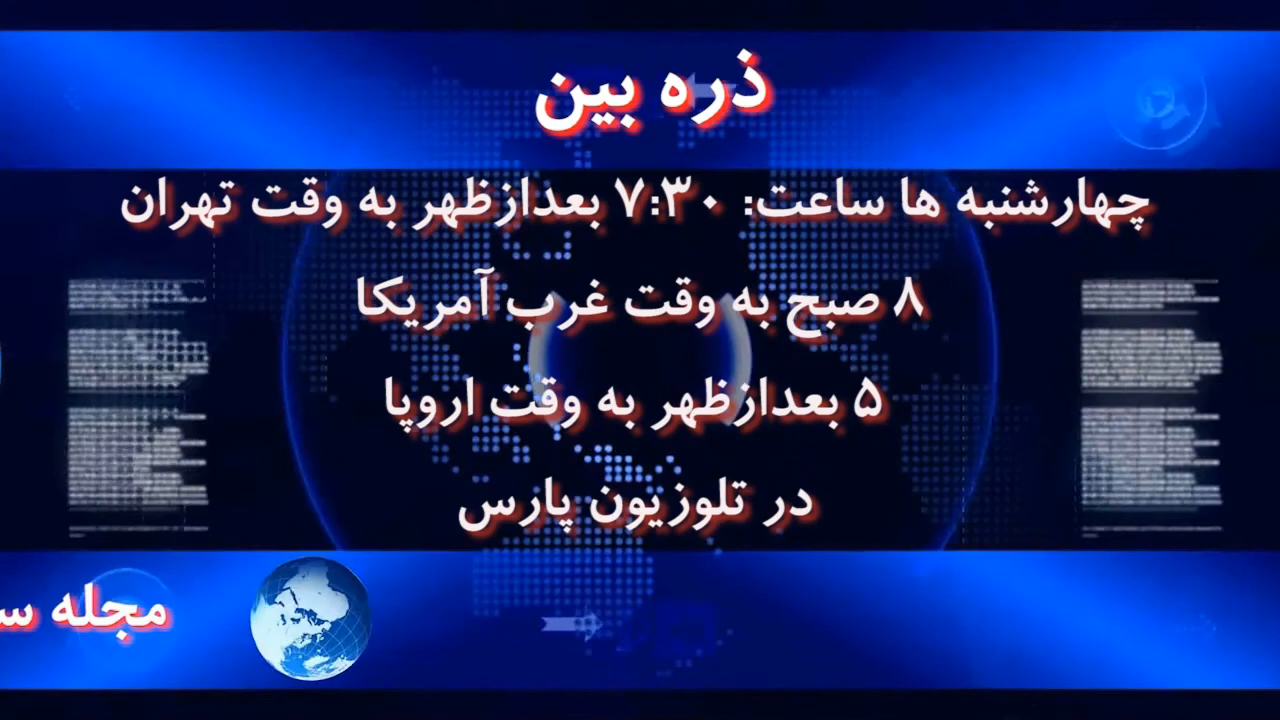 ذره بین
چهارشنبه ها ساعت: ۷:۳۰ بعدازظهر به وقت تهران
۸ صبح به وقت غرب آمریکا
۵ بعدازظهر به وقت اروپا
در تلوزیون پارس
مجله